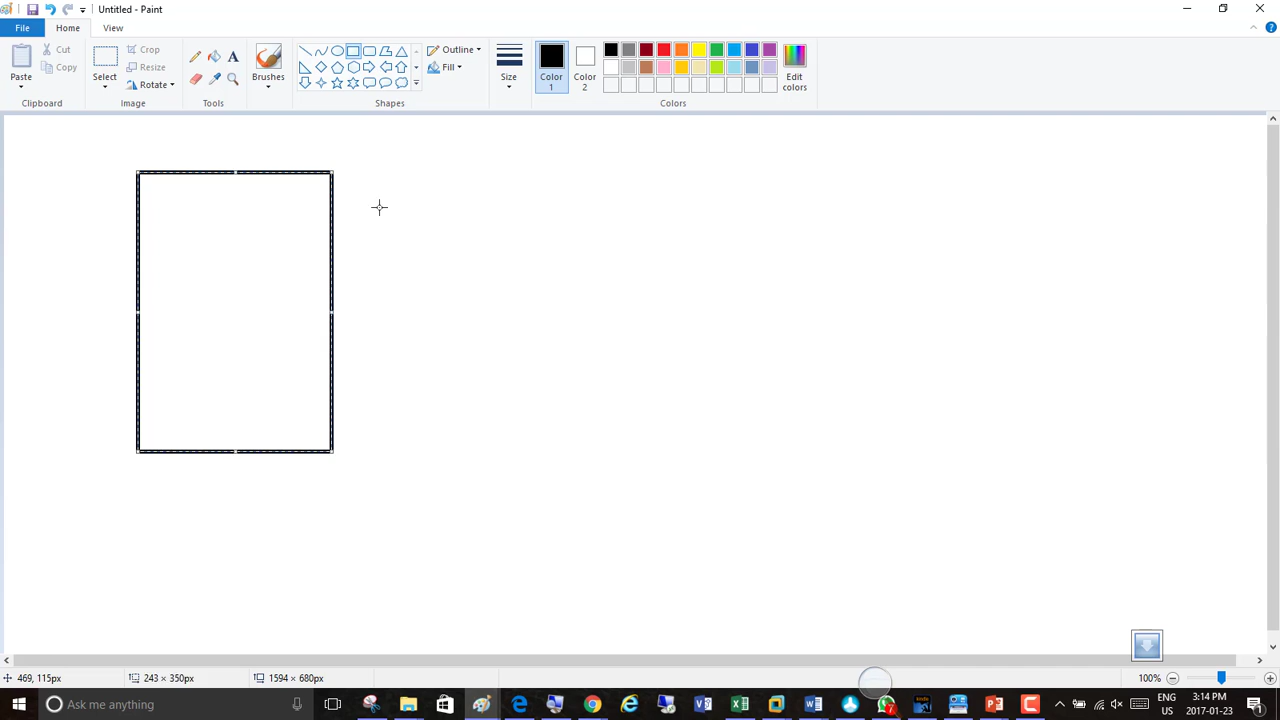 Untitled - Paint
File
Home
View
Paste
Cut
Copy
Clipboard
Select
Crop
Resize
Rotate
Image
A
Tools
Brushes
Outline
Fill
Shapes
Size
Color 1
Color 2
Edit colors
Colors
469, 115px
243 × 350px
1594 × 680px
100%
Ask me anything
7
ENG
US
3:14 PM
2017-01-23
1